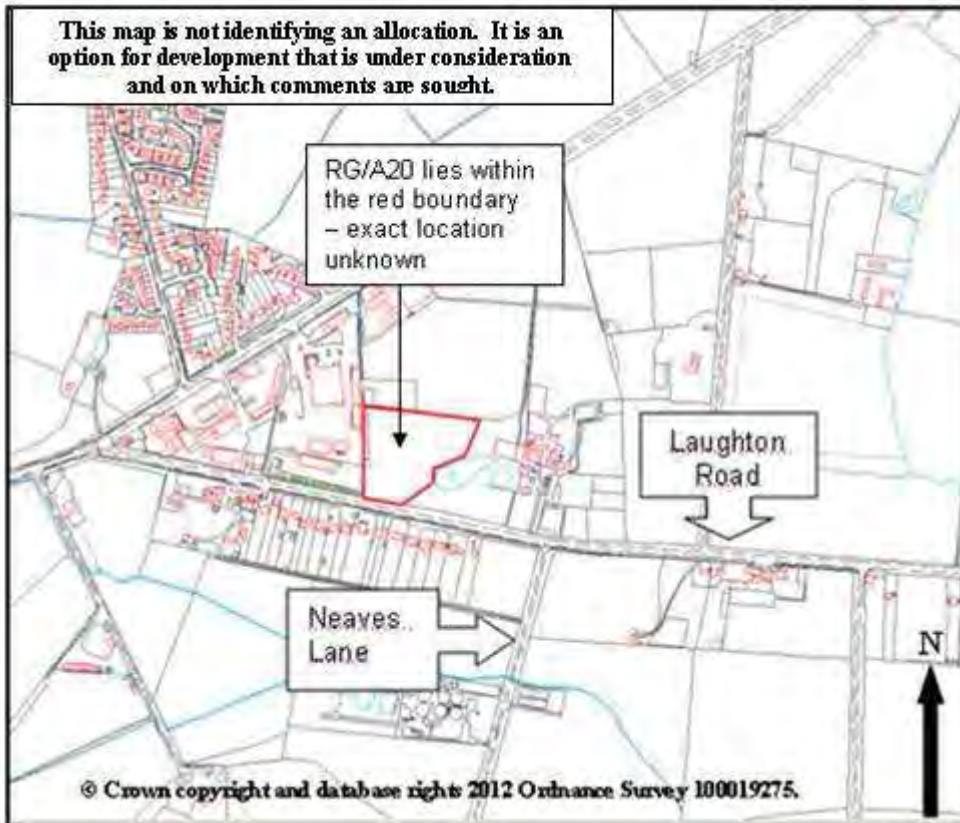 This map is not identifying an allocation. It is an
option for development that is under consideration
and on which comments are sought.
RG/A20 lies within
the red boundary
– exact location
unknown
Laughton
Road
Neaves
Lane
N
© Crown copyright and database rights 2012 Ordnance Survey 100019275.